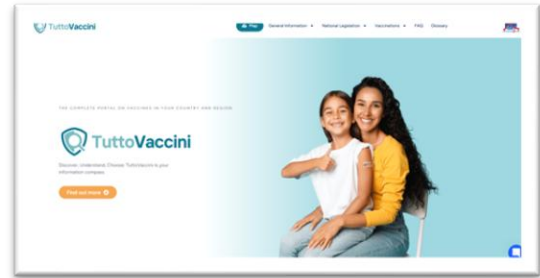 TuttoVaccini
Map General Information National Legislation Vaccinations FAQ Glossary
THE COMPLETE PORTAL ON VACCINES IN YOUR COUNTRY AND REGION
TuttoVaccini
Discover, Understand, Choose: TuttoVaccini is your
information compass.
Find out more